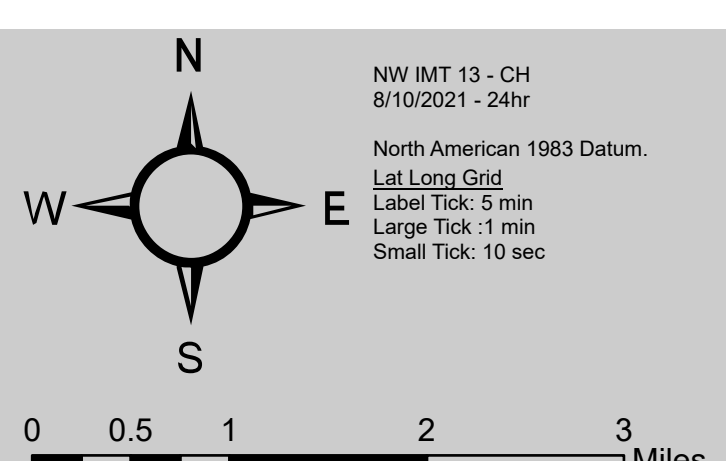 N
W
E
S
NW IMT 13 - CH
8/10/2021 - 24hr
North American 1983 Datum.
Lat Long Grid
Label Tick: 5 min
Large Tick :1 min
Small Tick: 10 sec
0 0.5 1 2 3
Miles